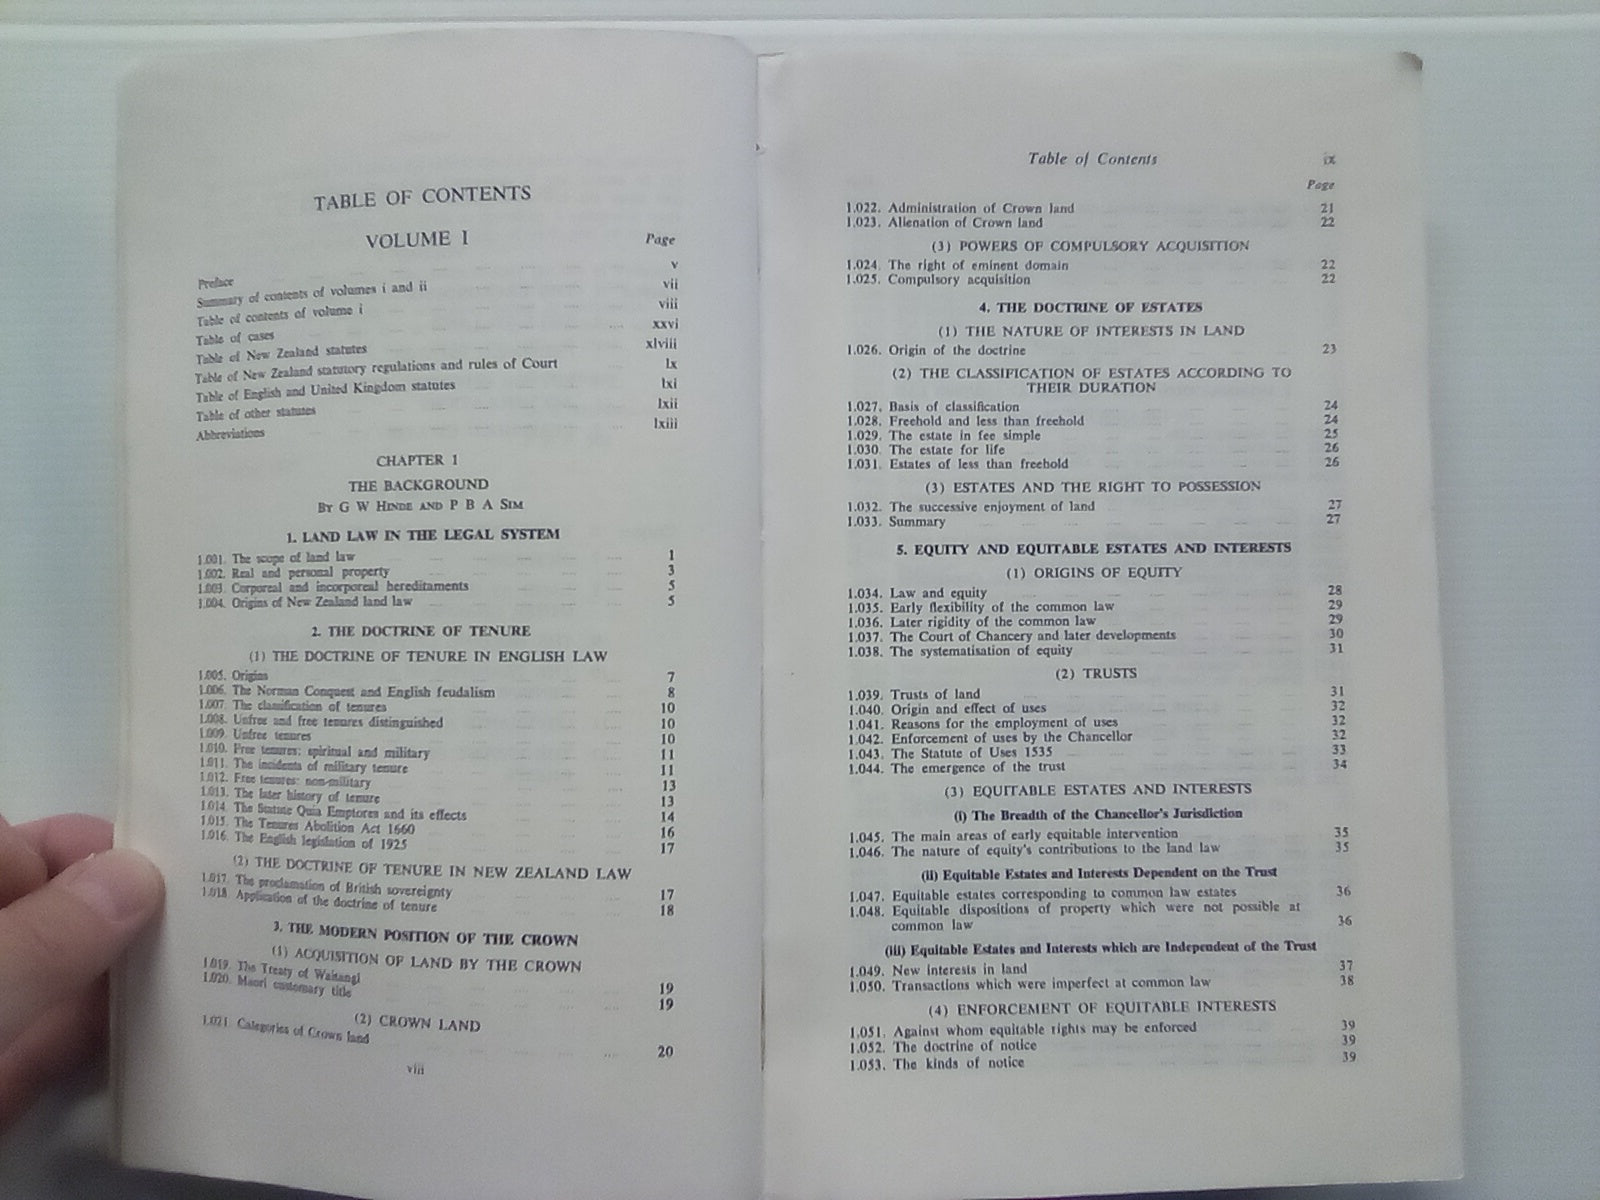 TABLE OF CONTENTS
VOLUME I
Page
Preface v
Summary of contents of volumes i and ii vii
Table of contents of volume i viii
Table of cases xxvi
Table of New Zealand statutes xlviii
Table of New Zealand statutory regulations and rules of Court lx
Table of English and United Kingdom statutes lxi
Table of other statutes lxii
Abbreviations lxiii
CHAPTER 1
THE BACKGROUND
BY G W HINDE AND P B A SIM
1. LAND LAW IN THE LEGAL SYSTEM
1.001. The scope of land law 1
1.002. Real and personal property 3
1.003. Corporeal and incorporeal hereditaments 5
1.004. Origins of New Zealand land law 5
2. THE DOCTRINE OF TENURE
(1) THE DOCTRINE OF TENURE IN ENGLISH LAW
1.005. Origins 7
1.006. The Norman Conquest and English feudalism 8
1.007. The classification of tenures 10
1.008. Unfree and free tenures distinguished 10
1.009. Unfree tenures 10
1.010. Free tenures: spiritual and military 11
1.011. The incidents of military tenure 11
1.012. Free tenures: non-military 13
1.013. The later history of tenure 13
1.014. The Statute Quia Emptores and its effects 14
1.015. The Tenures Abolition Act 1660 16
1.016. The English legislation of 1925 17
(2) THE DOCTRINE OF TENURE IN NEW ZEALAND LAW
1.017. The proclamation of British sovereignty 17
1.018. Application of the doctrine of tenure 18
3. THE MODERN POSITION OF THE CROWN
(1) ACQUISITION OF LAND BY THE CROWN
1.019. The Treaty of Waitangi 19
1.020. Maori customary title 19
(2) CROWN LAND
1.021. Categories of Crown land 20
viii
Table of Contents ix
Page
1.022. Administration of Crown land 21
1.023. Alienation of Crown land 22
(3) POWERS OF COMPULSORY ACQUISITION
1.024. The right of eminent domain 22
1.025. Compulsory acquisition 22
4. THE DOCTRINE OF ESTATES
(1) THE NATURE OF INTERESTS IN LAND
1.026. Origin of the doctrine 23
(2) THE CLASSIFICATION OF ESTATES ACCORDING TO
THEIR DURATION
1.027. Basis of classification 24
1.028. Freehold and less than freehold 24
1.029. The estate in fee simple 25
1.030. The estate for life 26
1.031. Estates of less than freehold 26
(3) ESTATES AND THE RIGHT TO POSSESSION
1.032. The successive enjoyment of land 27
1.033. Summary 27
5. EQUITY AND EQUITABLE ESTATES AND INTERESTS
(1) ORIGINS OF EQUITY
1.034. Law and equity 28
1.035. Early flexibility of the common law 29
1.036. Later rigidity of the common law 29
1.037. The Court of Chancery and later developments 30
1.038. The systematisation of equity 31
(2) TRUSTS
1.039. Trusts of land 31
1.040. Origin and effect of uses 32
1.041. Reasons for the employment of uses 32
1.042. Enforcement of uses by the Chancellor 32
1.043. The Statute of Uses 1535 33
1.044. The emergence of the trust 34
(3) EQUITABLE ESTATES AND INTERESTS
(i) The Breadth of the Chancellor's Jurisdiction
1.045. The main areas of early equitable intervention 35
1.046. The nature of equity's contributions to the land law 35
(ii) Equitable Estates and Interests Dependent on the Trust
1.047. Equitable estates corresponding to common law estates 36
1.048. Equitable dispositions of property which were not possible at
common law 36
(iii) Equitable Estates and Interests which are Independent of the Trust
1.049. New interests in land 37
1.050. Transactions which were imperfect at common law 38
(4) ENFORCEMENT OF EQUITABLE INTERESTS
1.051. Against whom equitable rights may be enforced 39
1.052. The doctrine of notice 39
1.053. The kinds of notice 39